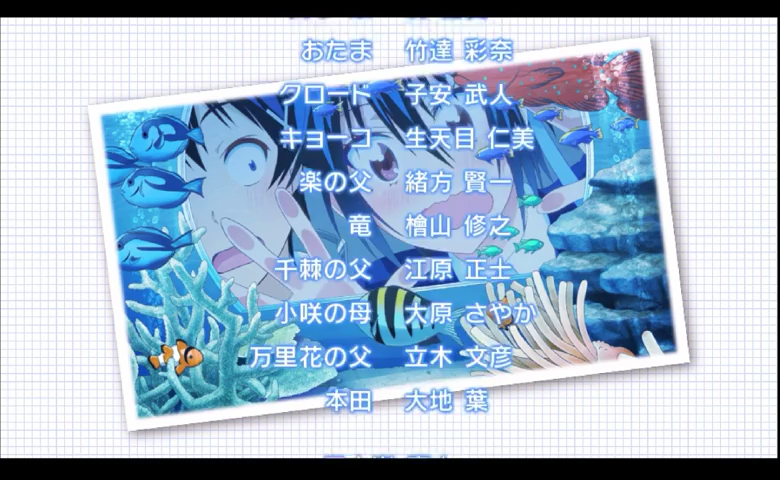 おたま 竹達 彩奈
クロード 子安 武人
キョーコ 生天目 仁美
楽の父 緒方 賢一
竜 檜山 修之
千棘の父 江原 正士
小咲の母 大原 さやか
万里花の父 立木 文彦
本田 大地 葉